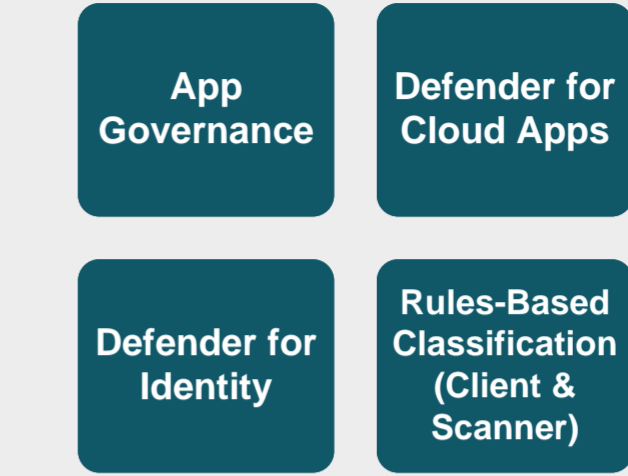 App
Governance
Defender for
Cloud Apps
Defender for
Identity
Rules-Based
Classification
(Client &
Scanner)